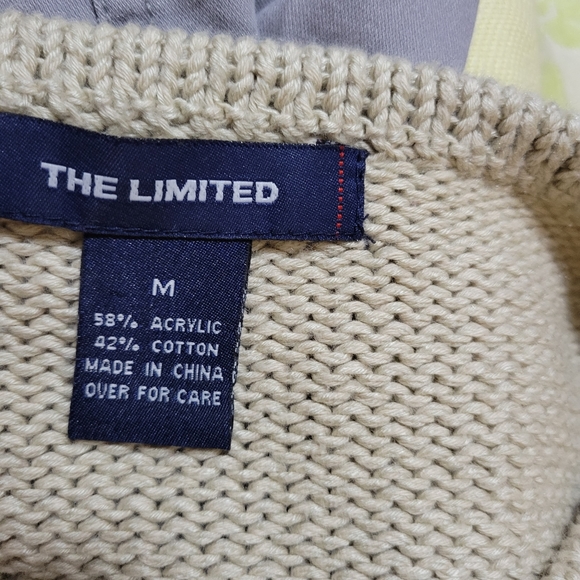 THE LIMITED
M
58% ACRYLIC
42% COTTON
MADE IN CHINA
OVER FOR CARE